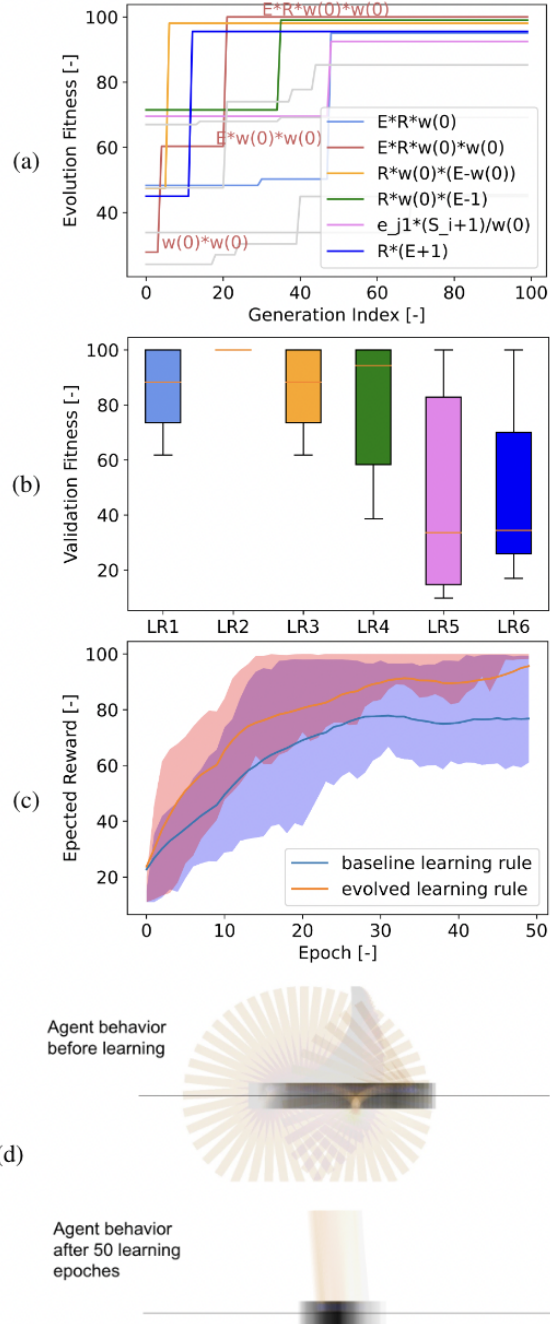 E*R*w(0)*w(0)
100
80
60
40
Evolution Fitness [-]
E*w(0)*w(0)
w(0)*w(0)
E*R*w(0)
E*R*w(0)*w(0)
R*w(0)*(E-w(0))
R*w(0)*(E-1)
e_j1*(S_i+1)/w(0)
R*(E+1)
(a)
0 20 40 60 80 100
Generation Index [-]
100
80
60
40
20
Validation Fitness [-]
(b)
LR1 LR2 LR3 LR4 LR5 LR6
100
80
60
40
20
Epected Reward [-]
(c)
baseline learning rule
evolved learning rule
0 10 20 30 40 50
Epoch [-]
Agent behavior
before learning
(d)
Agent behavior
after 50 learning
epoches